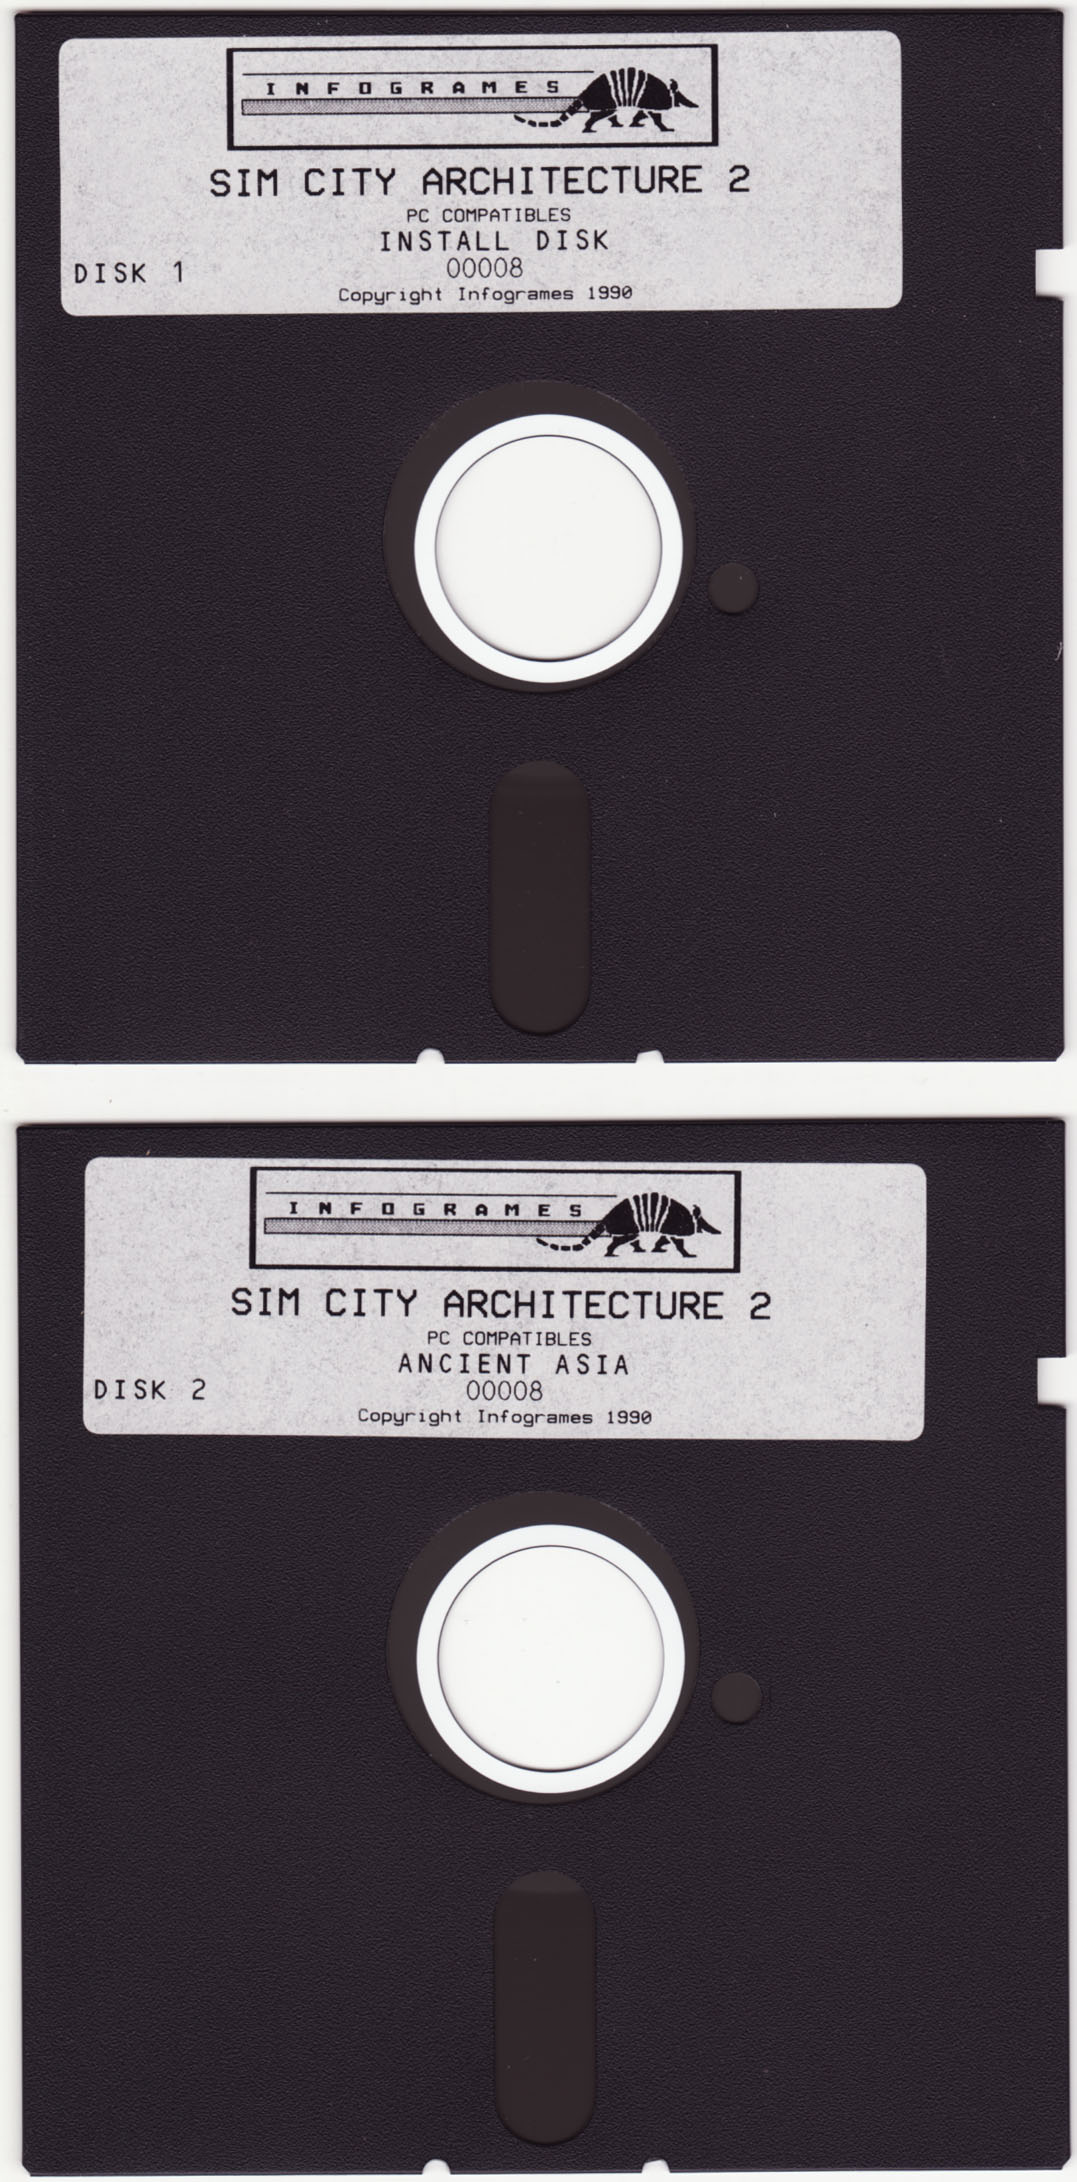 INFOGRAMES
SIM CITY ARCHITECTURE 2
PC COMPATIBLES
INSTALL DISK
DISK 1
00008
Copyright Infogrames 1990
INFOGRAMES
SIM CITY ARCHITECTURE 2
PC COMPATIBLES
ANCIENT ASIA
DISK 2
00008
Copyright Infogrames 1990